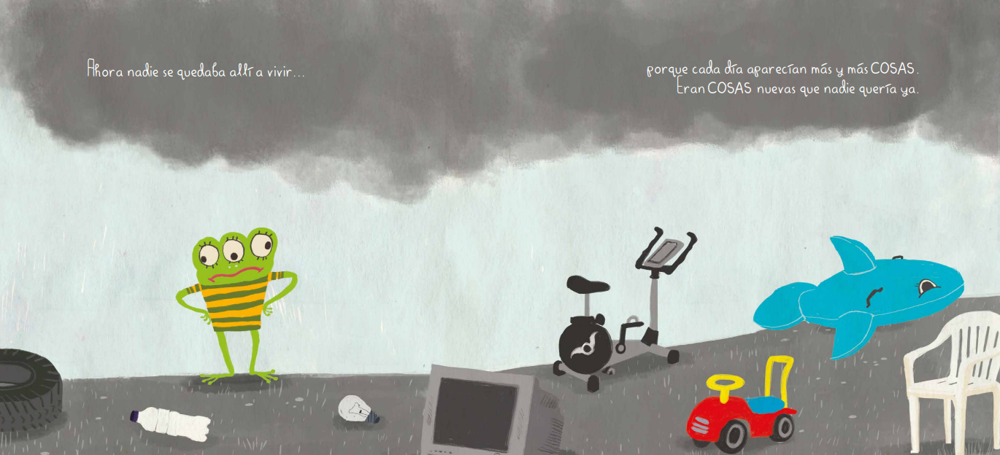 Ahora nadie se quedaba allí a vivir...
porque cada día aparecían más y más COSAS.
Eran COSAS nuevas que nadie quería ya.